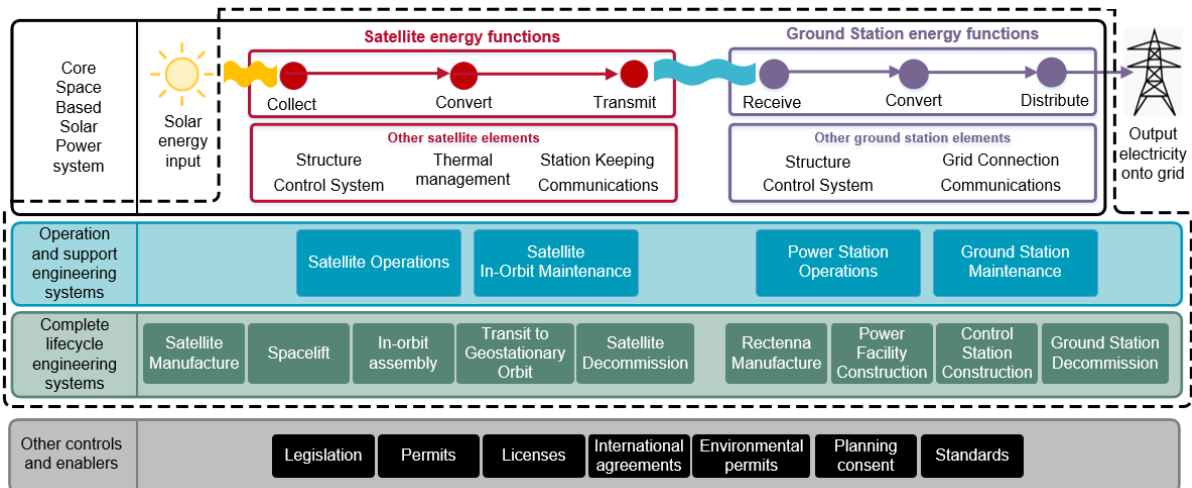 Core
Space
Based
Solar
Power
system
Solar
energy
input
Satellite energy functions
Collect
Convert
Transmit
Other satellite elements
Structure
Thermal
management
Station Keeping
Control System
Communications
Ground Station energy functions
Receive
Convert
Distribute
Other ground station elements
Structure
Grid Connection
Control System
Communications
Output
electricity
onto grid
Operation
and support
engineering
systems
Satellite Operations
Satellite
In-Orbit Maintenance
Power Station
Operations
Ground Station
Maintenance
Complete
lifecycle
engineering
systems
Satellite
Manufacture
Spacelift
In-orbit
assembly
Transit to
Geostationary
Orbit
Satellite
Decommission
Rectenna
Manufacture
Power
Facility
Construction
Control
Station
Construction
Ground Station
Decommission
Other controls
and enablers
Legislation
Permits
Licenses
International
agreements
Environmental
permits
Planning
consent
Standards